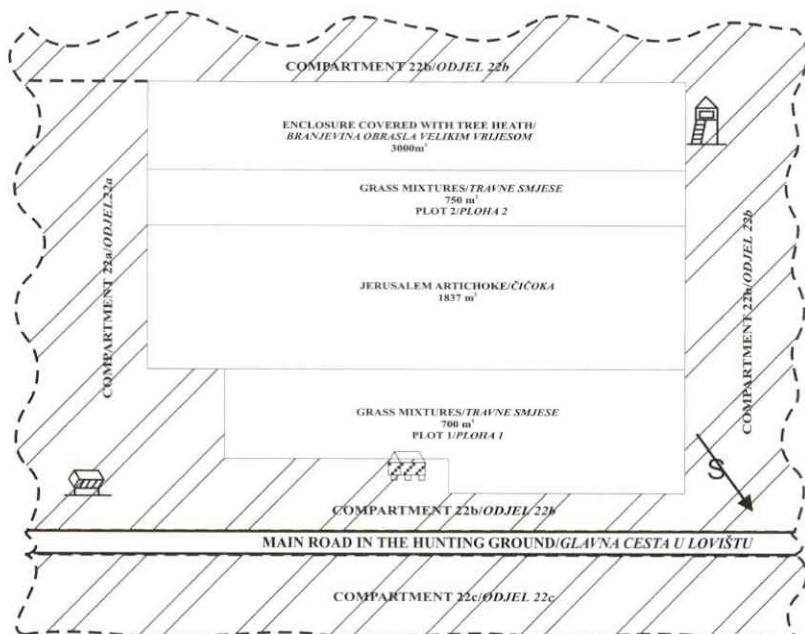 COMPARTMENT 22b/ODJEL 22b
ENCLOSURE COVERED WITH TREE HEATH/
BRANJEVINA OBRASLA VELIKIM VRIJESOM
3000m²
GRASS MIXTURES/TRAVNE SMJESE
750 m²
PLOT 2/PLOHA 2
COMPARTMENT 22a/ODJEL 22a
JERUSALEM ARTICHOKE/ČIČOKA
1837 m²
COMPARTMENT 22b/ODJEL 22b
GRASS MIXTURES/TRAVNE SMJESE
700 m²
PLOT 1/PLOHA 1
S
COMPARTMENT 22b/ODJEL 22b
MAIN ROAD IN THE HUNTING GROUND/GLAVNA CESTA U LOVIŠTU
COMPARTMENT 22c/ODJEL 22c